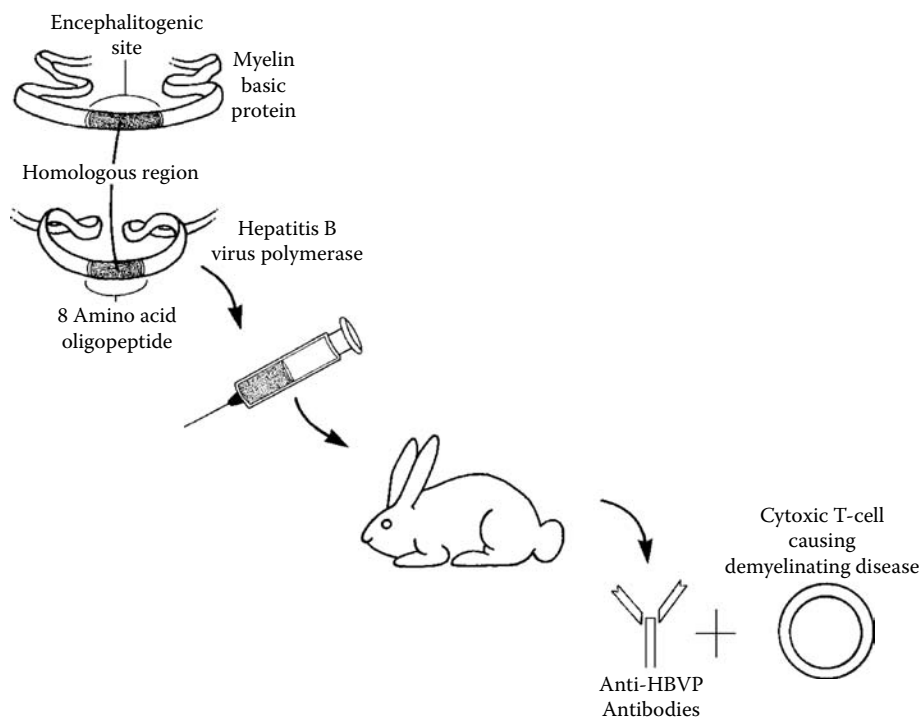 Encephalitogenic
site
Myelin
basic
protein
Homologous region
Hepatitis B
virus polymerase
8 Amino acid
oligopeptide
Cytoxic T-cell
causing
demyelinating disease
Anti-HBVP
Antibodies